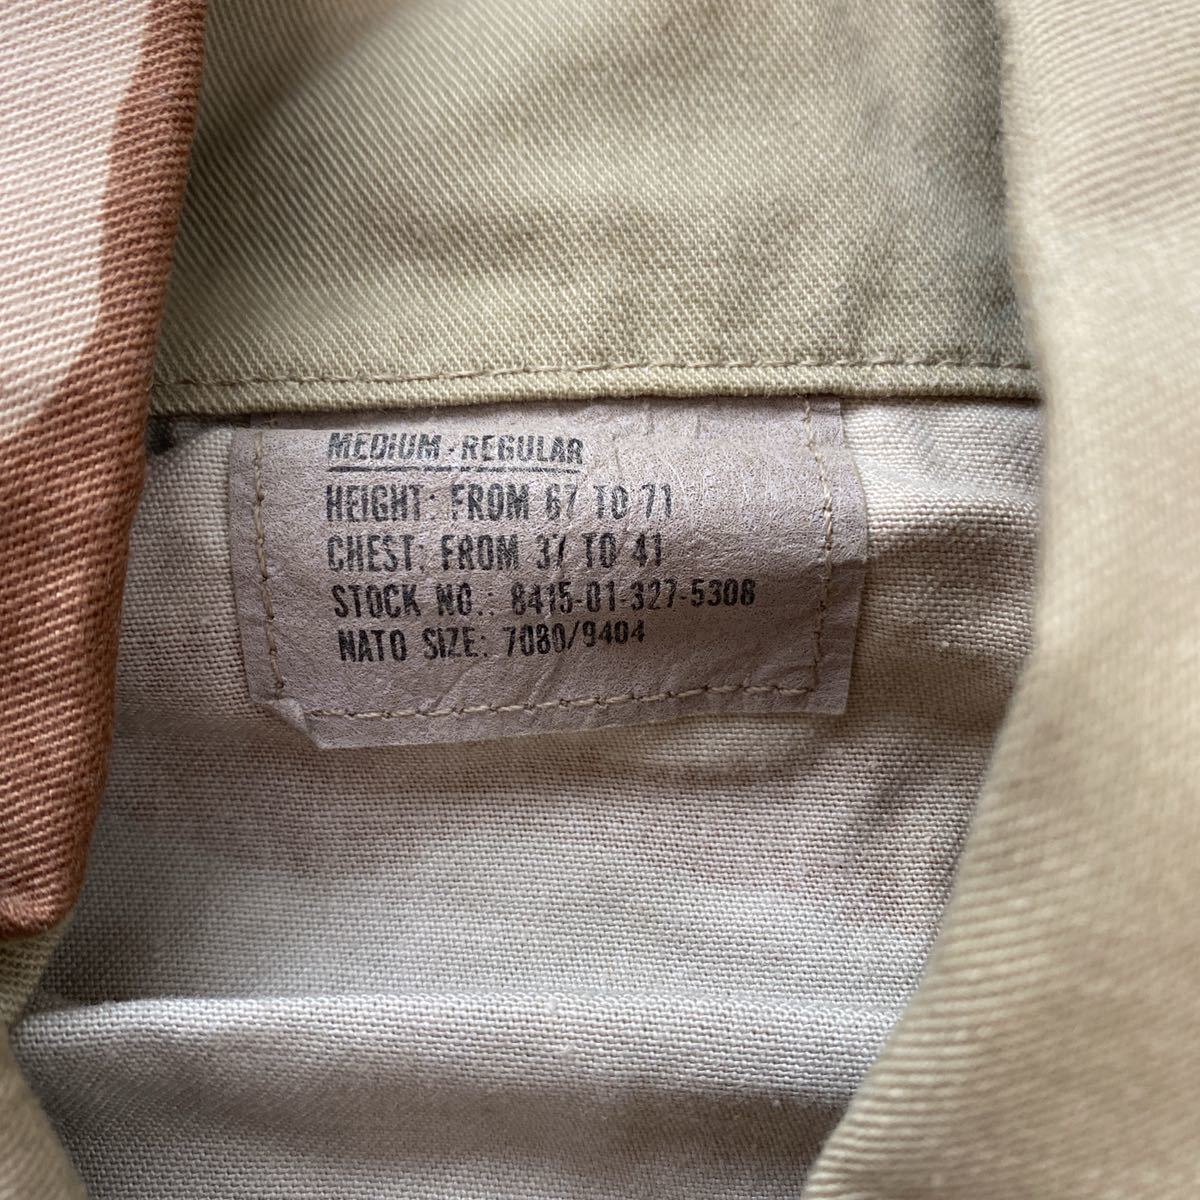 MEDIUM-REGULAR
HEIGHT: FROM 67 TO 71
CHEST: FROM 37 TO 41
STOCK NO.: 8415-01-327-5308
NATO SIZE: 7080/9404